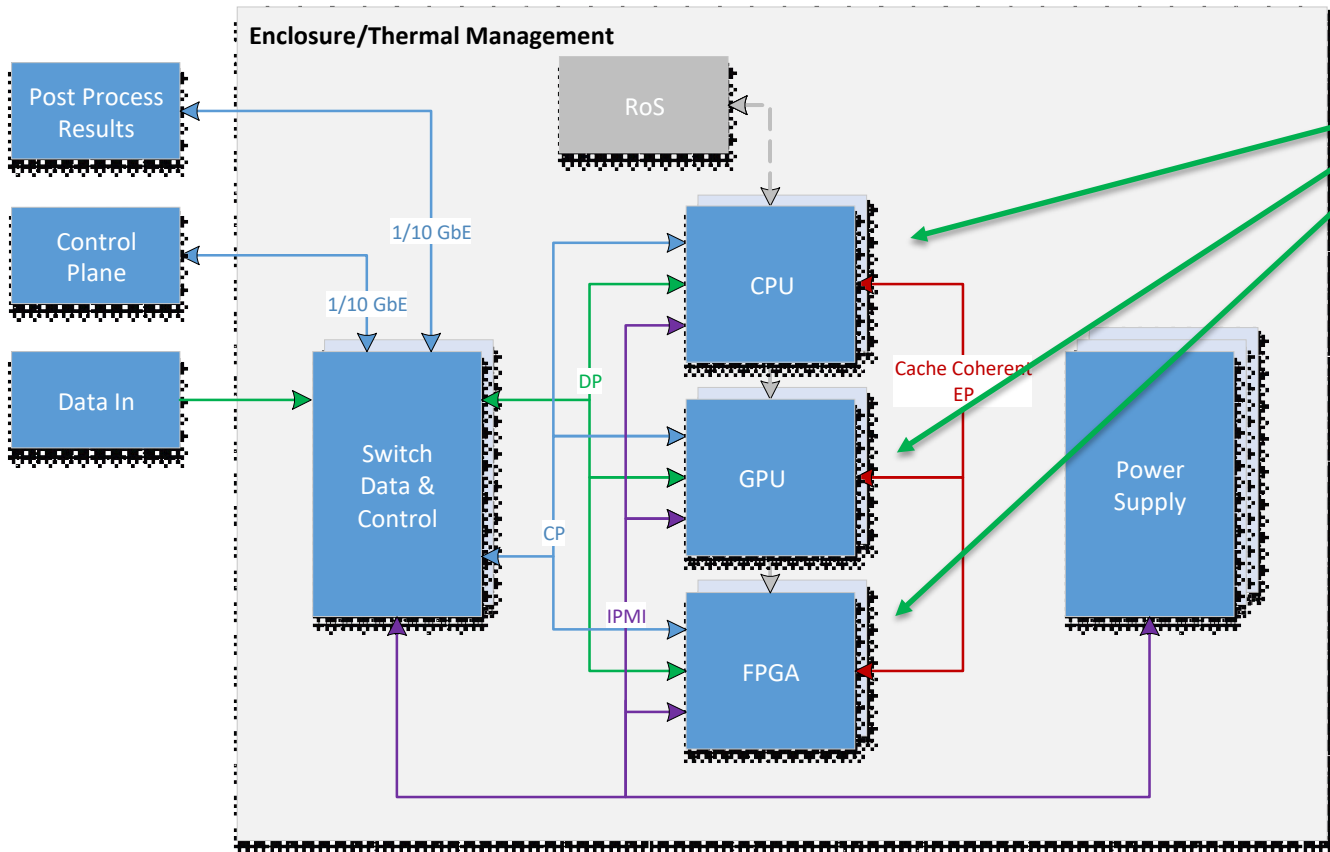 Enclosure/Thermal Management
Post Process
Results
RoS
Control
Plane
1/10 GbE
1/10 GbE
CPU
Data In
DP
Cache Coherent
EP
Switch
Data &
Control
GPU
Power
Supply
CP
IPMI
FPGA